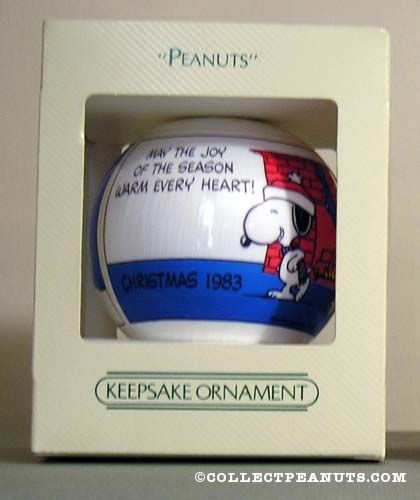 "PEANUTS"
MAY THE JOY
OF THE SEASON
WARM EVERY HEART!
CHRISTMAS 1983
KEEPSAKE ORNAMENT
©COLLECTPEANUTS.COM